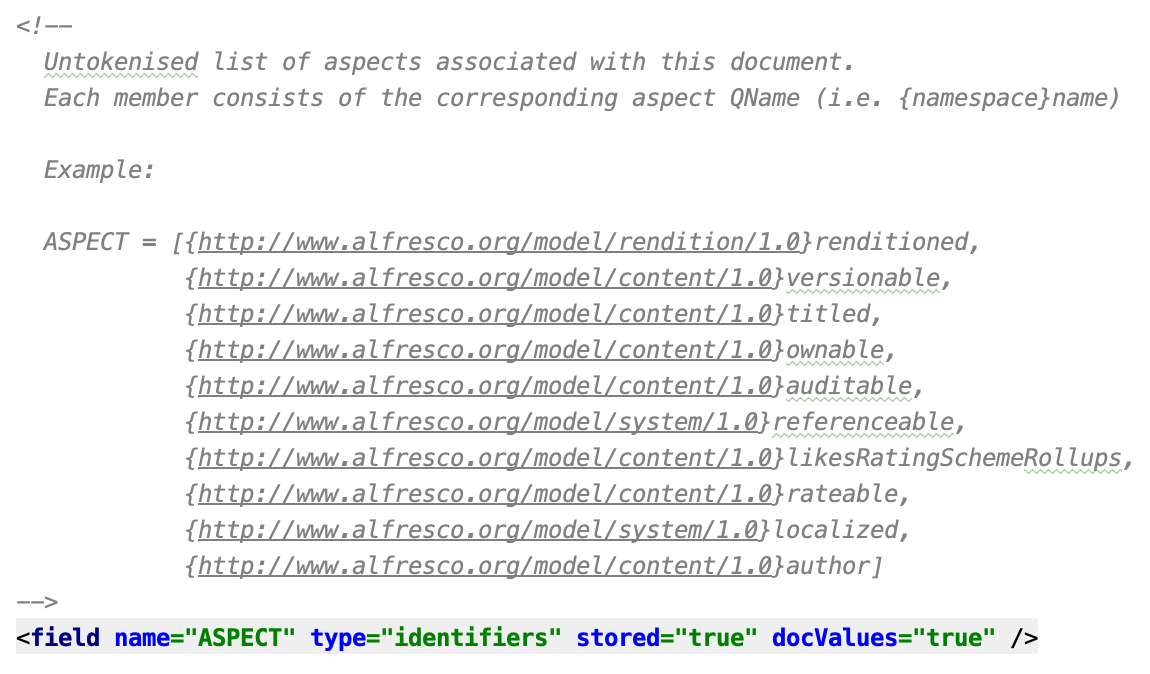 <!--
Untokenised list of aspects associated with this document.
Each member consists of the corresponding aspect QName (i.e. {namespace}name)
Example:
ASPECT = [{http://www.alfresco.org/model/rendition/1.0}renditioned,
{http://www.alfresco.org/model/content/1.0}versionable,
{http://www.alfresco.org/model/content/1.0}titled,
{http://www.alfresco.org/model/content/1.0}ownable,
{http://www.alfresco.org/model/content/1.0}auditable,
{http://www.alfresco.org/model/system/1.0}referenceable,
{http://www.alfresco.org/model/content/1.0}likesRatingSchemeRollups,
{http://www.alfresco.org/model/content/1.0}rateable,
{http://www.alfresco.org/model/system/1.0}localized,
{http://www.alfresco.org/model/content/1.0}author]
-->
<field name="ASPECT" type="identifiers" stored="true" docValues="true" />